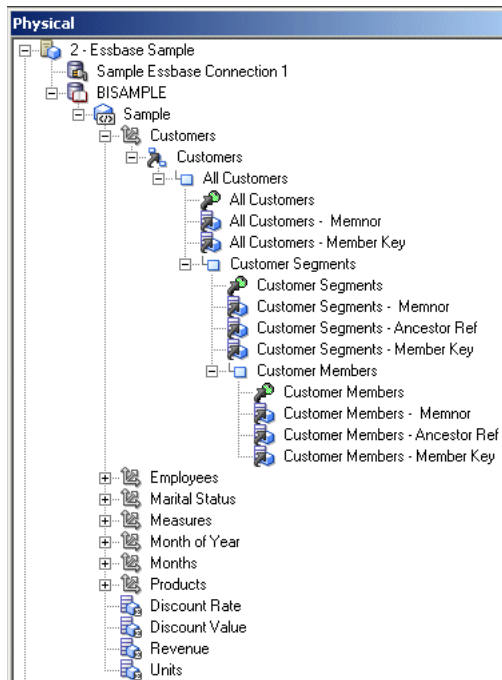 Physical
2 - Essbase Sample
Sample Essbase Connection 1
BISAMPLE
Sample
Customers
Customers
All Customers
All Customers
All Customers - Memnor
All Customers - Member Key
Customer Segments
Customer Segments
Customer Segments - Memnor
Customer Segments - Ancestor Ref
Customer Segments - Member Key
Customer Members
Customer Members
Customer Members - Memnor
Customer Members - Ancestor Ref
Customer Members - Member Key
Employees
Marital Status
Measures
Month of Year
Months
Products
Discount Rate
Discount Value
Revenue
Units